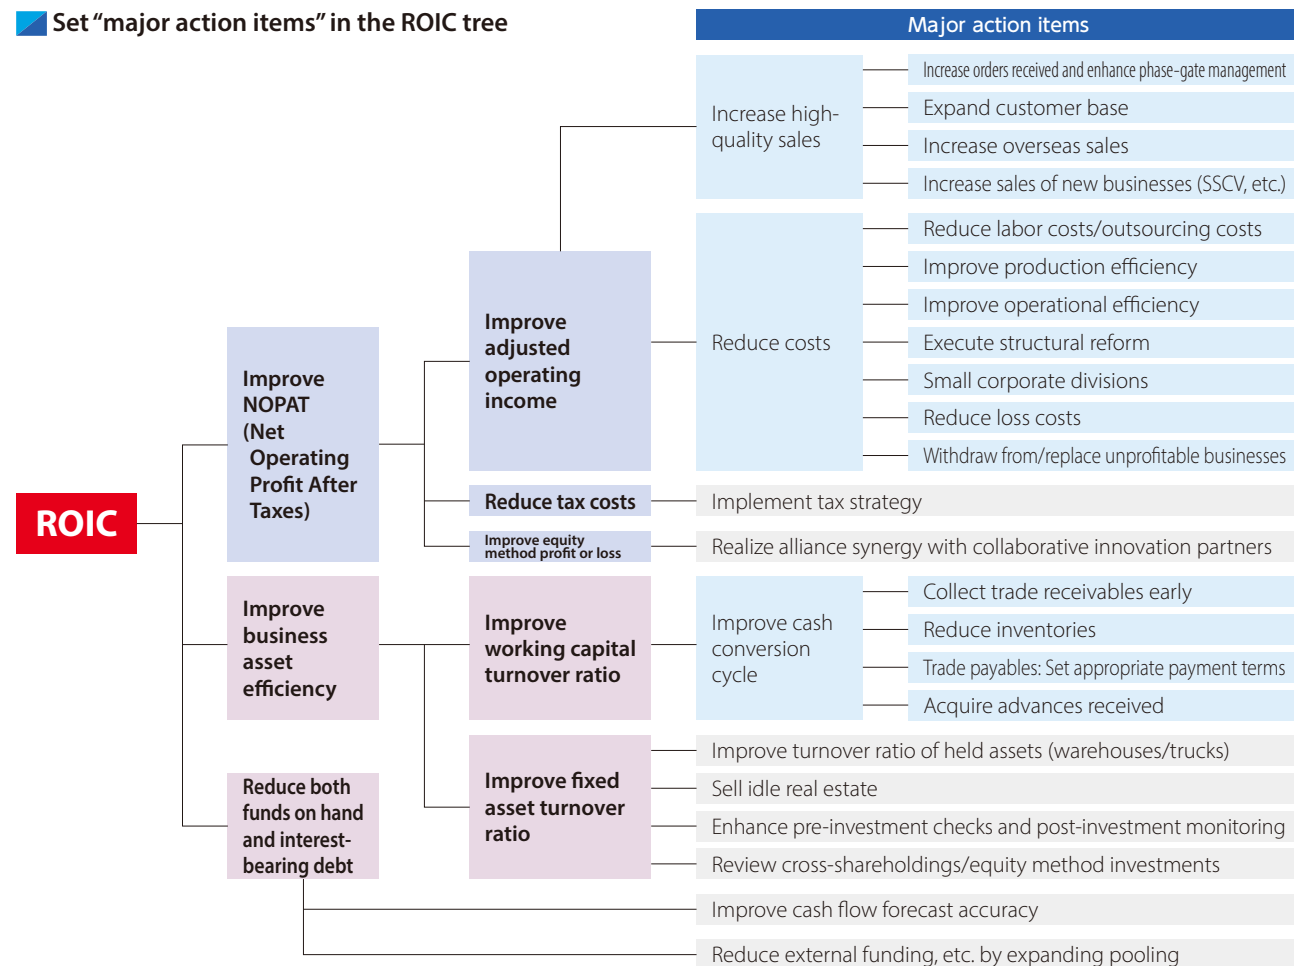 Set “major action items” in the ROIC tree
Major action items
Increase high-
quality sales
Increase orders received and enhance phase-gate management
Expand customer base
Increase overseas sales
Increase sales of new businesses (SSCV, etc.)
Reduce costs
Reduce labor costs/outsourcing costs
Improve production efficiency
Improve operational efficiency
Execute structural reform
Small corporate divisions
Reduce loss costs
Withdraw from/replace unprofitable businesses
Improve
adjusted
operating
income
Improve
NOPAT
(Net
Operating
Profit After
Taxes)
ROIC
Reduce tax costs
Implement tax strategy
Improve equity
method profit or loss
Realize alliance synergy with collaborative innovation partners
Improve
business
asset
efficiency
Improve
working capital
turnover ratio
Improve cash
conversion
cycle
Collect trade receivables early
Reduce inventories
Trade payables: Set appropriate payment terms
Acquire advances received
Improve fixed
asset turnover
ratio
Improve turnover ratio of held assets (warehouses/trucks)
Sell idle real estate
Enhance pre-investment checks and post-investment monitoring
Review cross-shareholdings/equity method investments
Reduce both
funds on hand
and interest-
bearing debt
Improve cash flow forecast accuracy
Reduce external funding, etc. by expanding pooling